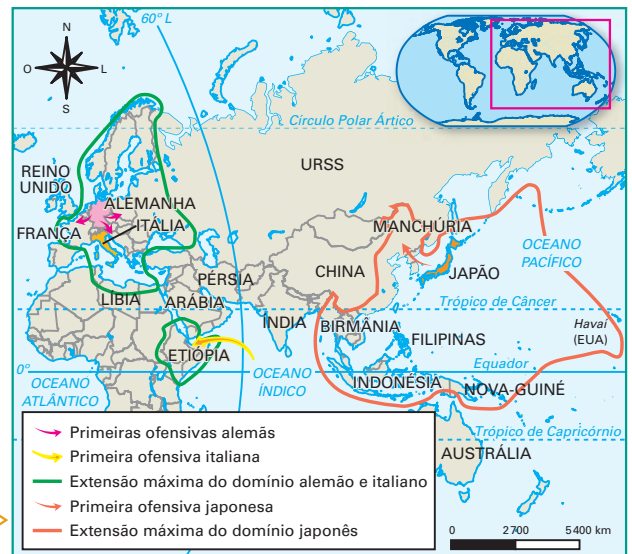 60° L
N
O
L
S
Círculo Polar Ártico
URSS
REINO
UNIDO
ALEMANHA
FRANÇA
ITÁLIA
MANCHÚRIA
OCEANO
PACÍFICO
CHINA
JAPÃO
PÉRSIA
LÍBIA
ARÁBIA
Trópico de Câncer
ÍNDIA
BIRMÂNIA
FILIPINAS
Havaí
(EUA)
ETIÓPIA
Equador
0°
OCEANO
ATLÂNTICO
OCEANO
ÍNDICO
INDONÉSIA
NOVA-GUINÉ
Trópico de Capricórnio
AUSTRÁLIA
Primeiras ofensivas alemãs
Primeira ofensiva italiana
Extensão máxima do domínio alemão e italiano
Primeira ofensiva japonesa
Extensão máxima do domínio japonês
0 2 700 5 400 km